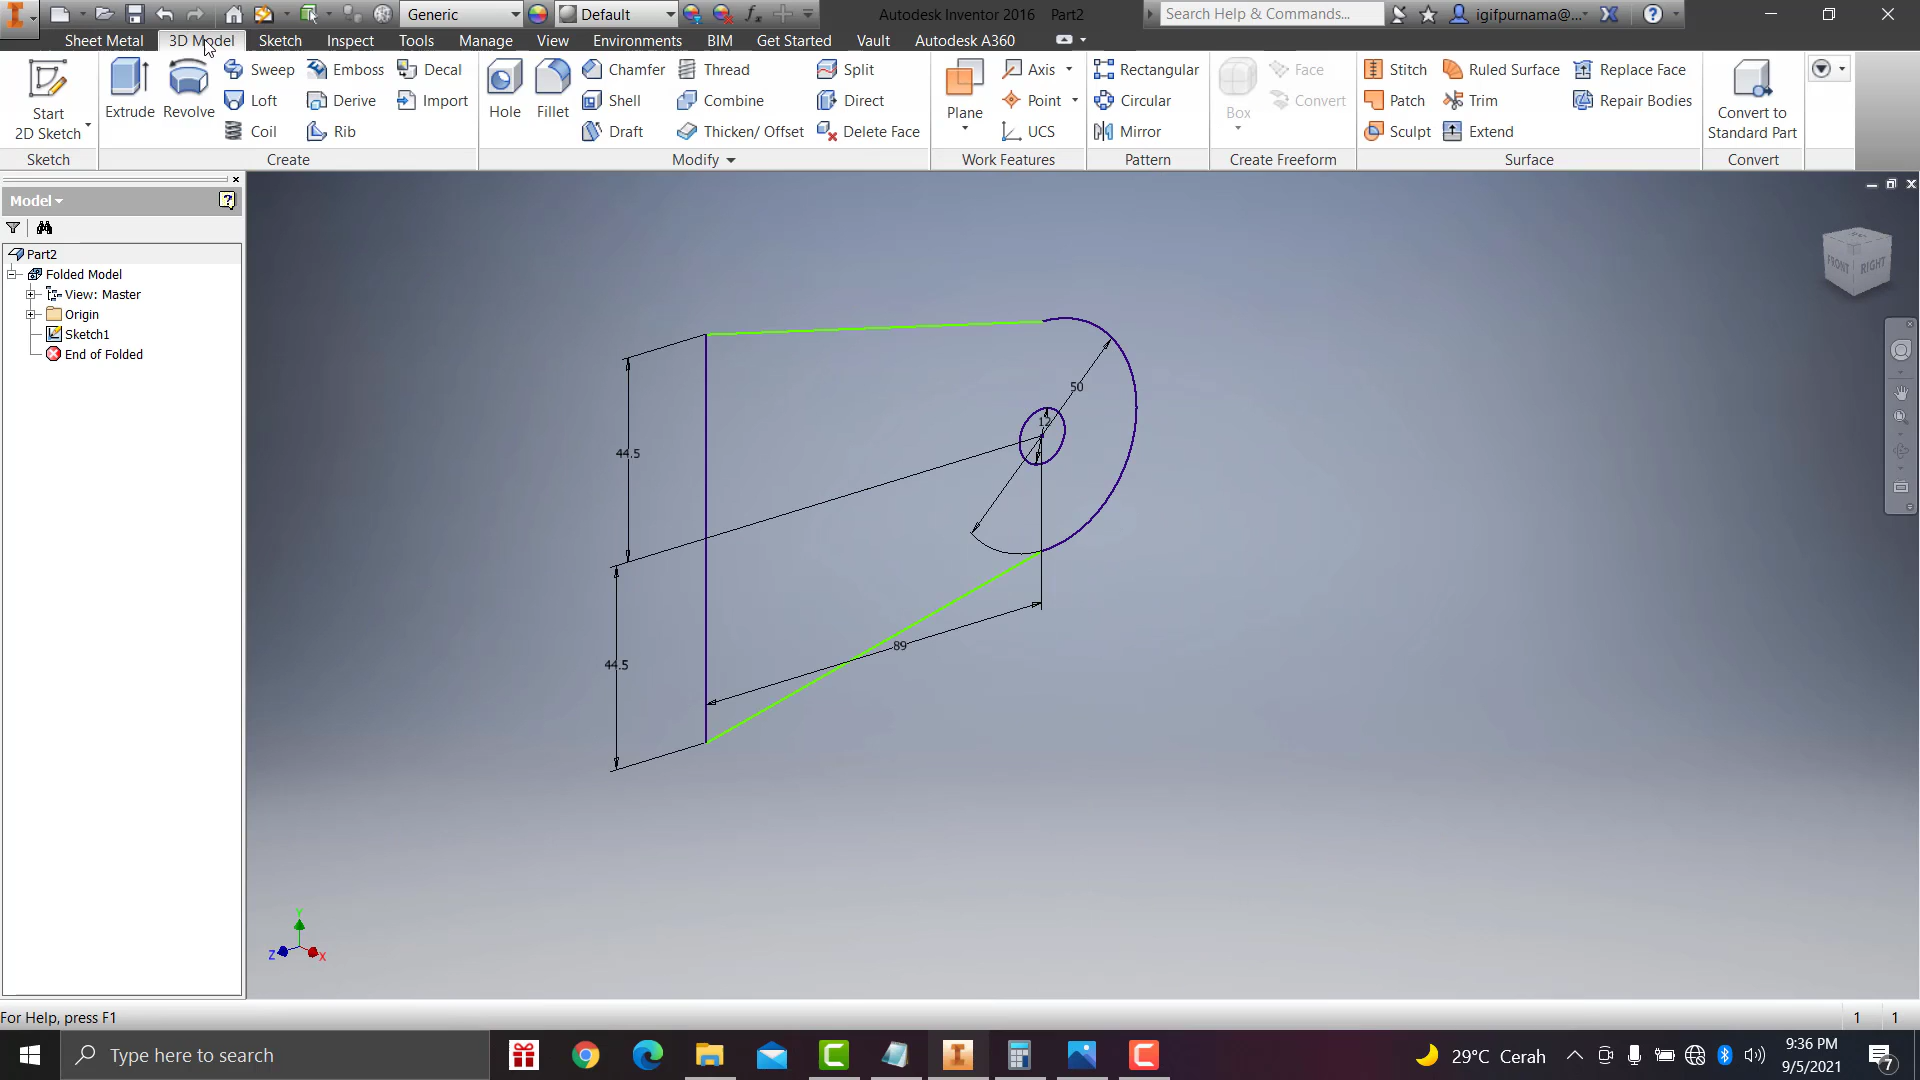 Generic
Default
Autodesk Inventor 2016 Part2
Search Help & Commands...
igifpurnama@...
Sheet Metal 3D Model Sketch Inspect Tools Manage View Environments BIM Get Started Vault Autodesk A360
Start
2D Sketch
Extrude
Revolve
Sweep
Loft
Coil
Emboss
Derive
Rib
Decal
Import
Hole
Fillet
Chamfer
Shell
Draft
Thread
Combine
Thicken/ Offset
Split
Direct
Delete Face
Plane
Axis
Point
UCS
Rectangular
Circular
Mirror
Box
Face
Convert
Stitch
Patch
Sculpt
Ruled Surface
Trim
Extend
Replace Face
Repair Bodies
Convert to
Standard Part
Sketch Create Modify Work Features Pattern Create Freeform Surface Convert
Model
Part2
Folded Model
View: Master
Origin
Sketch1
End of Folded
FRONT RIGHT
50
12
44.5
44.5
89
Y
Z X
For Help, press F1
1 1
Type here to search
29°C Cerah
9:36 PM
9/5/2021
7